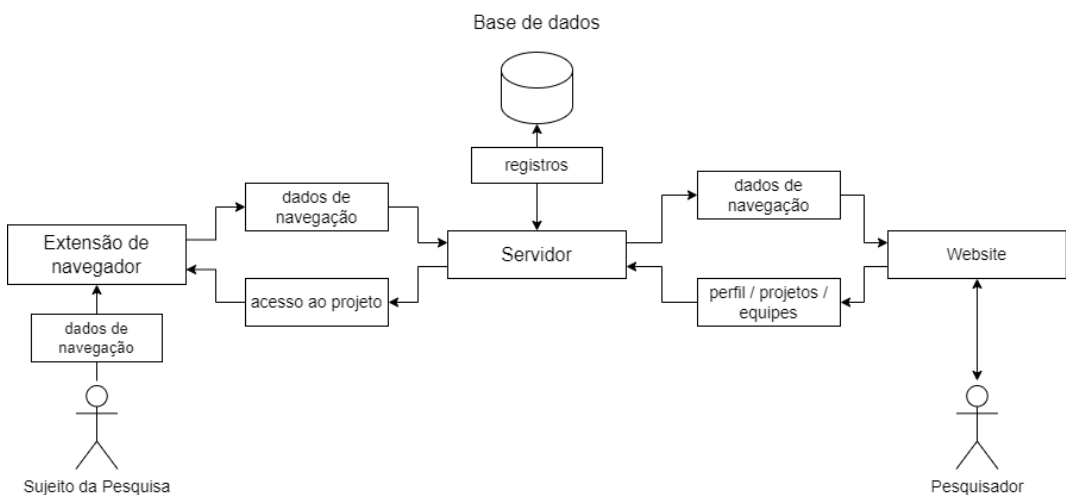 Base de dados
registros
dados de
navegação
dados de
navegação
Extensão de
navegador
Servidor
Website
acesso ao projeto
perfil / projetos /
equipes
dados de
navegação
Sujeito da Pesquisa
Pesquisador